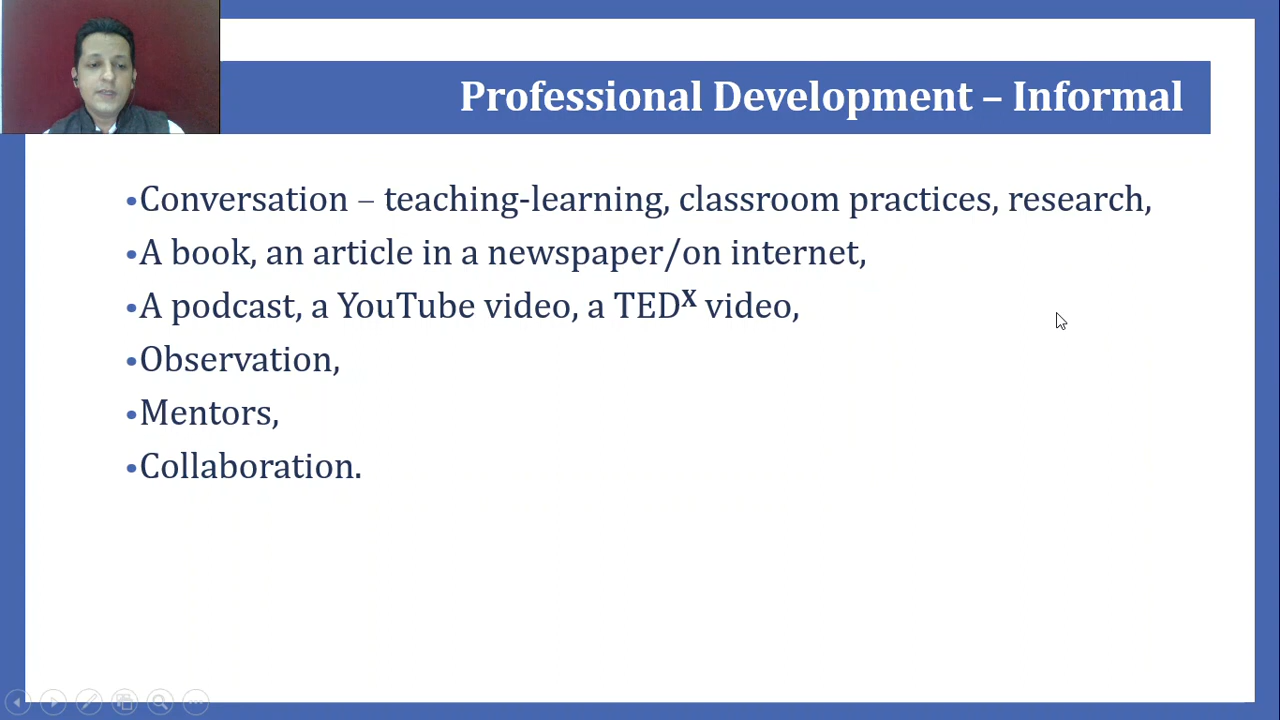 Professional Development – Informal
•Conversation – teaching-learning, classroom practices, research,
•A book, an article in a newspaper/on internet,
•A podcast, a YouTube video, a TEDX video,
•Observation,
•Mentors,
•Collaboration.